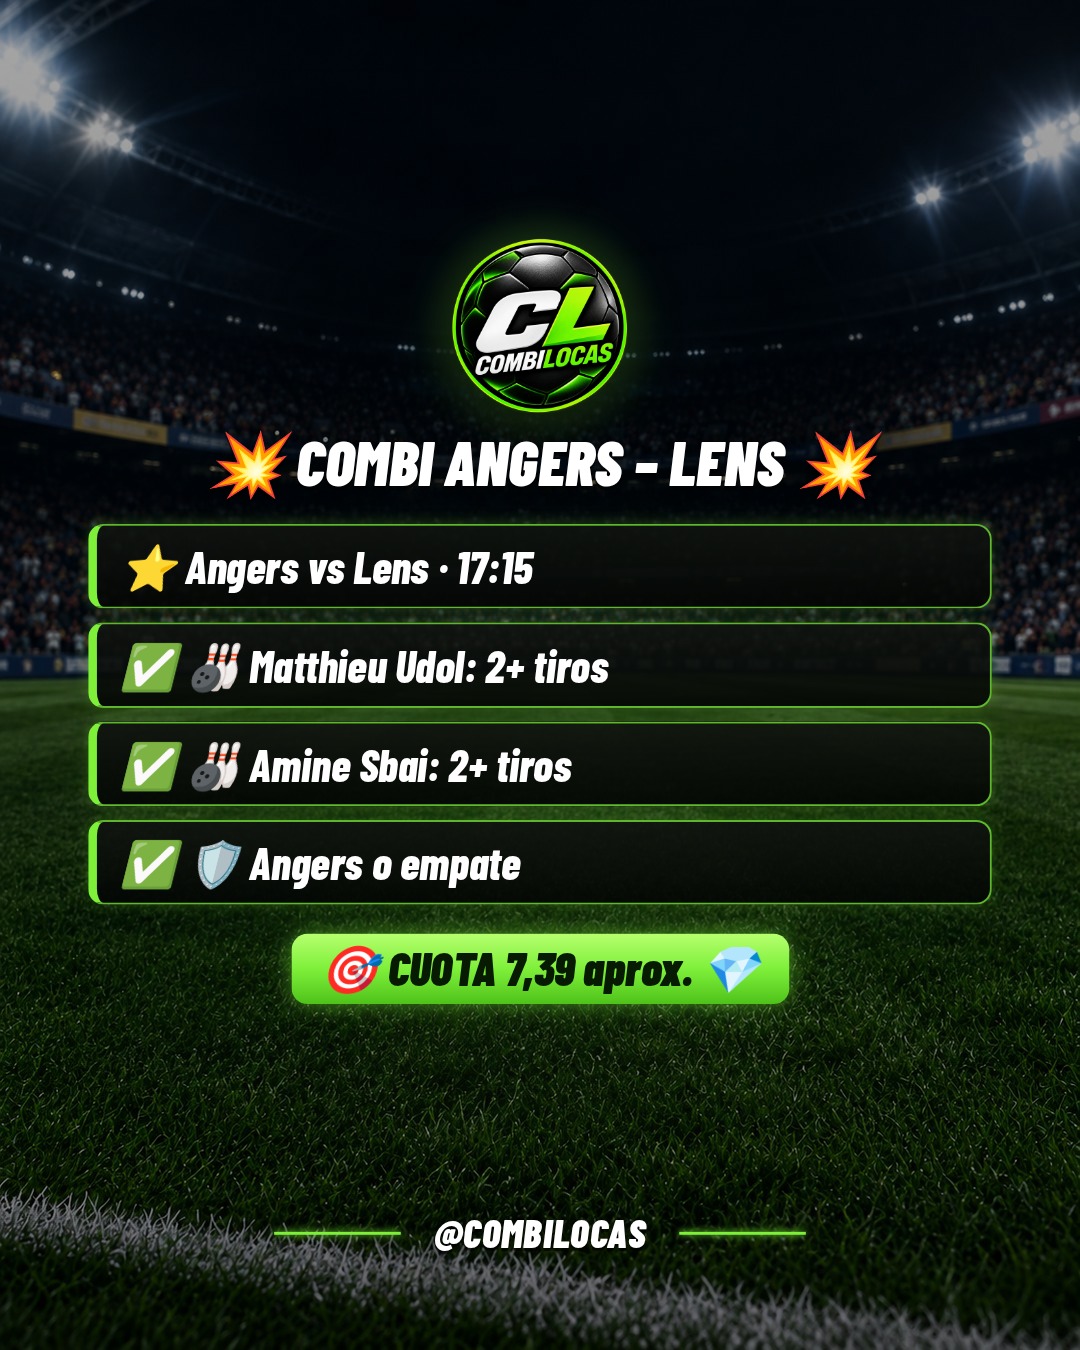 CL
COMBILOCAS
💥 COMBI ANGERS – LENS 💥
⭐ Angers vs Lens · 17:15
✅ 🎳 Matthieu Udol: 2+ tiros
✅ 🎳 Amine Sbai: 2+ tiros
✅ 🛡️ Angers o empate
🎯 CUOTA 7,39 aprox. 💎
@COMBILOCAS